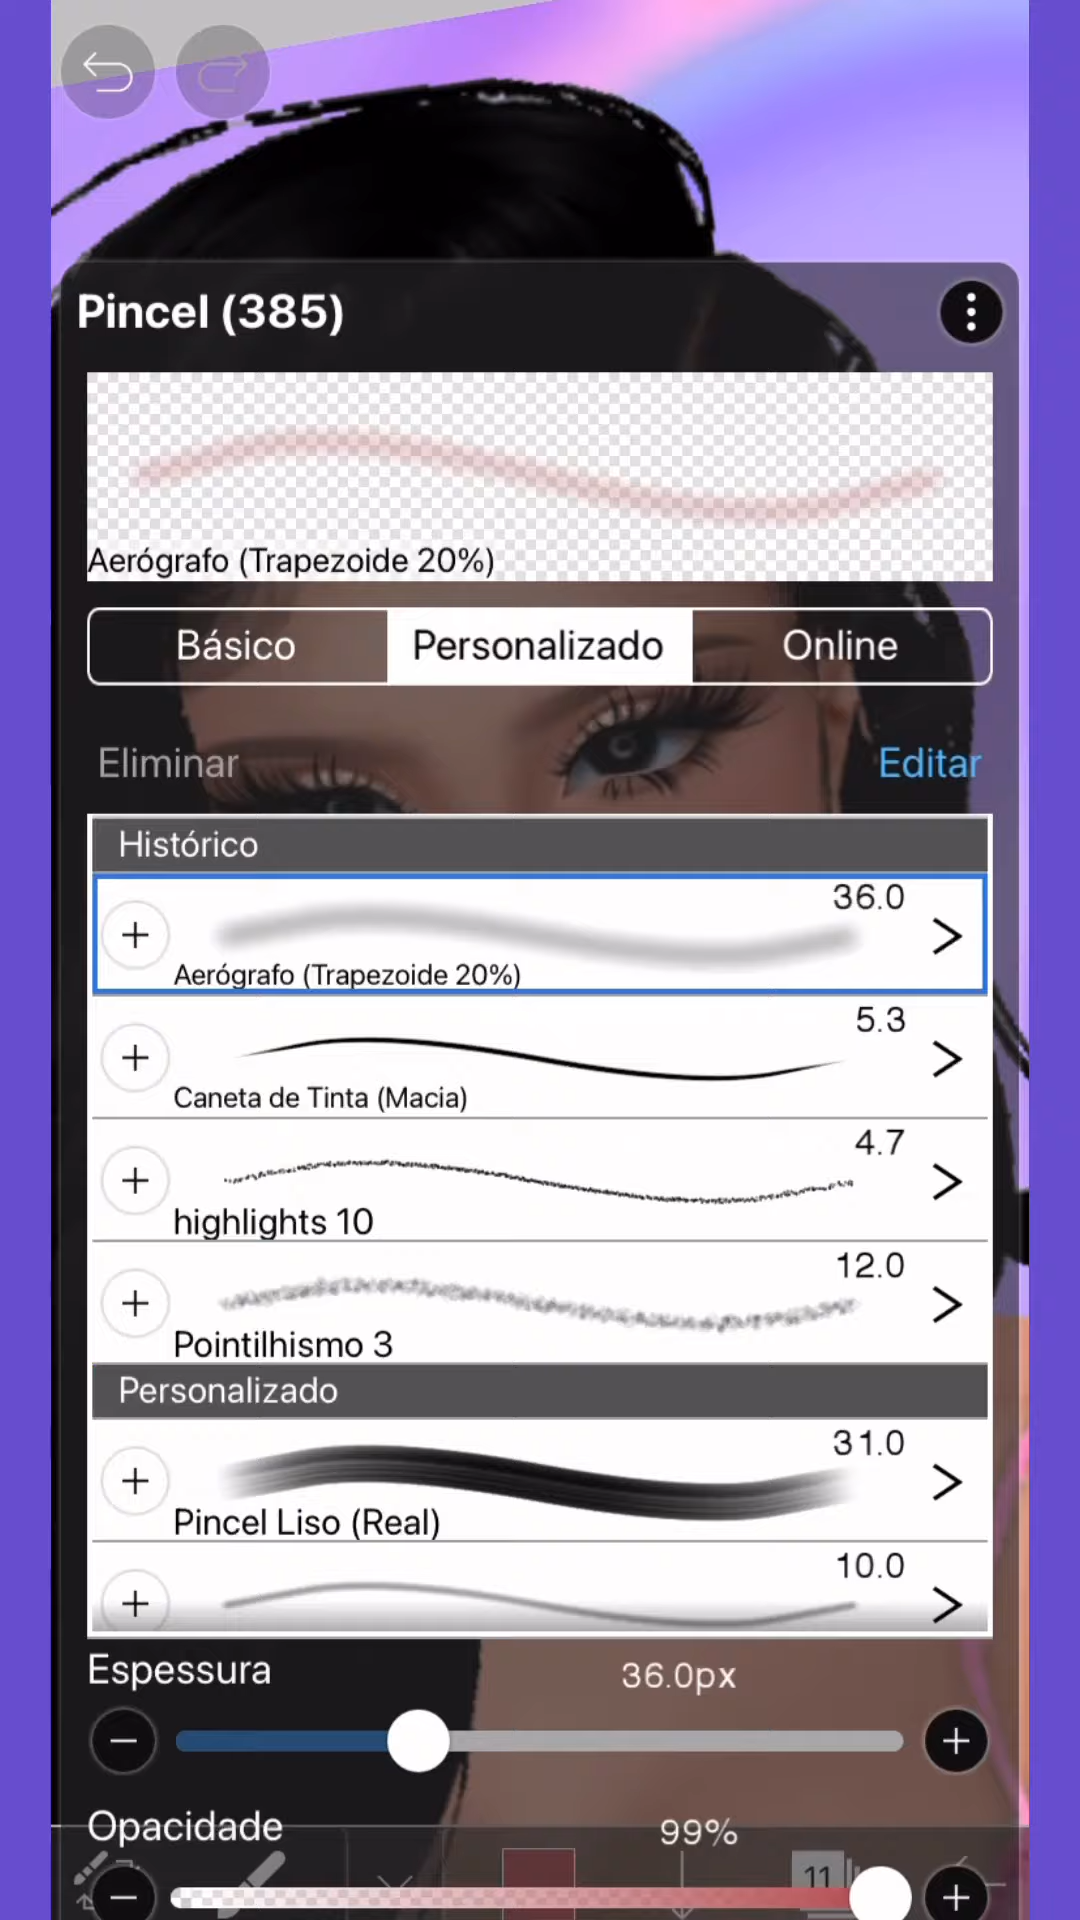 Pincel (385)
Aerógrafo (Trapezoide 20%)
Básico
Personalizado
Online
Eliminar
Editar
Histórico
36.0
Aerógrafo (Trapezoide 20%)
5.3
Caneta de Tinta (Macia)
4.7
highlights 10
12.0
Pointilhismo 3
Personalizado
31.0
Pincel Liso (Real)
10.0
Espessura
36.0px
Opacidade
99%
11